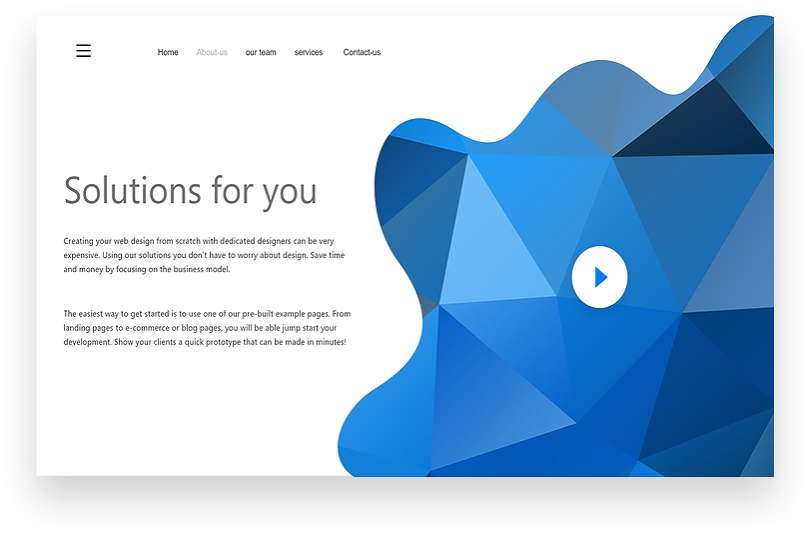 Home About-us our team services Contact-us
Solutions for you
Creating your web design from scratch with dedicated designers can be very
expensive. Using our solutions you don't have to worry about design. Save time
and money by focusing on the business model.
The easiest way to get started is to use one of our pre-built example pages. From
landing pages to e-commerce or blog pages, you will be able jump start your
development. Show your clients a quick prototype that can be made in minutes!